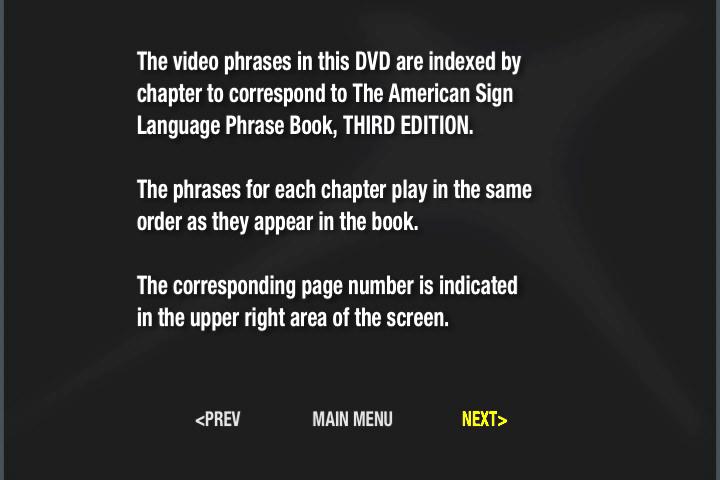 The video phrases in this DVD are indexed by
chapter to correspond to The American Sign
Language Phrase Book, THIRD EDITION.
The phrases for each chapter play in the same
order as they appear in the book.
The corresponding page number is indicated
in the upper right area of the screen.
<PREV MAIN MENU NEXT>